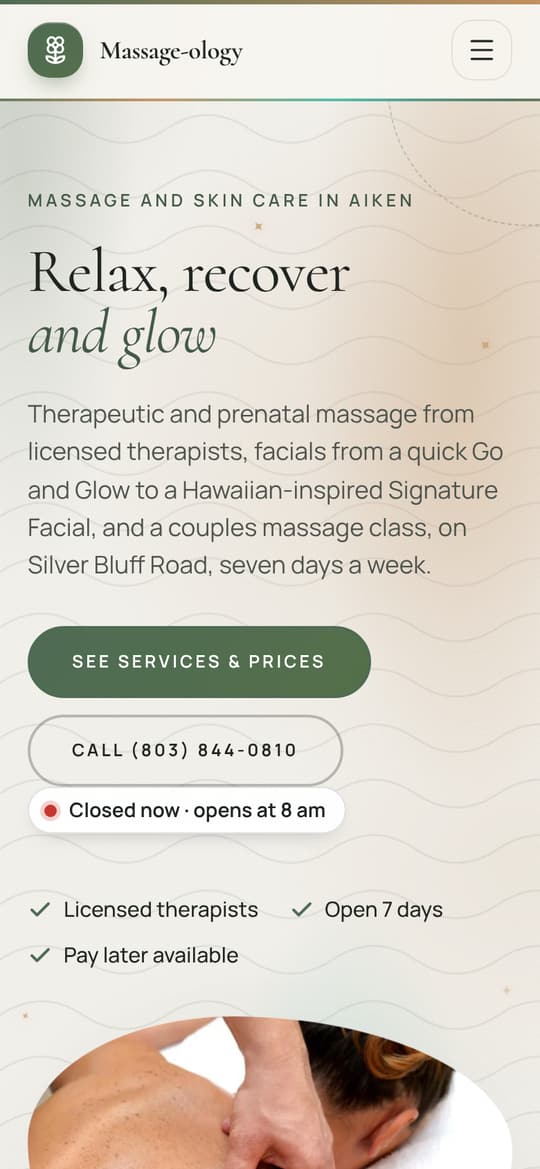 Massage-ology
MASSAGE AND SKIN CARE IN AIKEN
Relax, recover
and glow
Therapeutic and prenatal massage from
licensed therapists, facials from a quick Go
and Glow to a Hawaiian-inspired Signature
Facial, and a couples massage class, on
Silver Bluff Road, seven days a week.
SEE SERVICES & PRICES
CALL (803) 844-0810
Closed now · opens at 8 am
Licensed therapists
Open 7 days
Pay later available